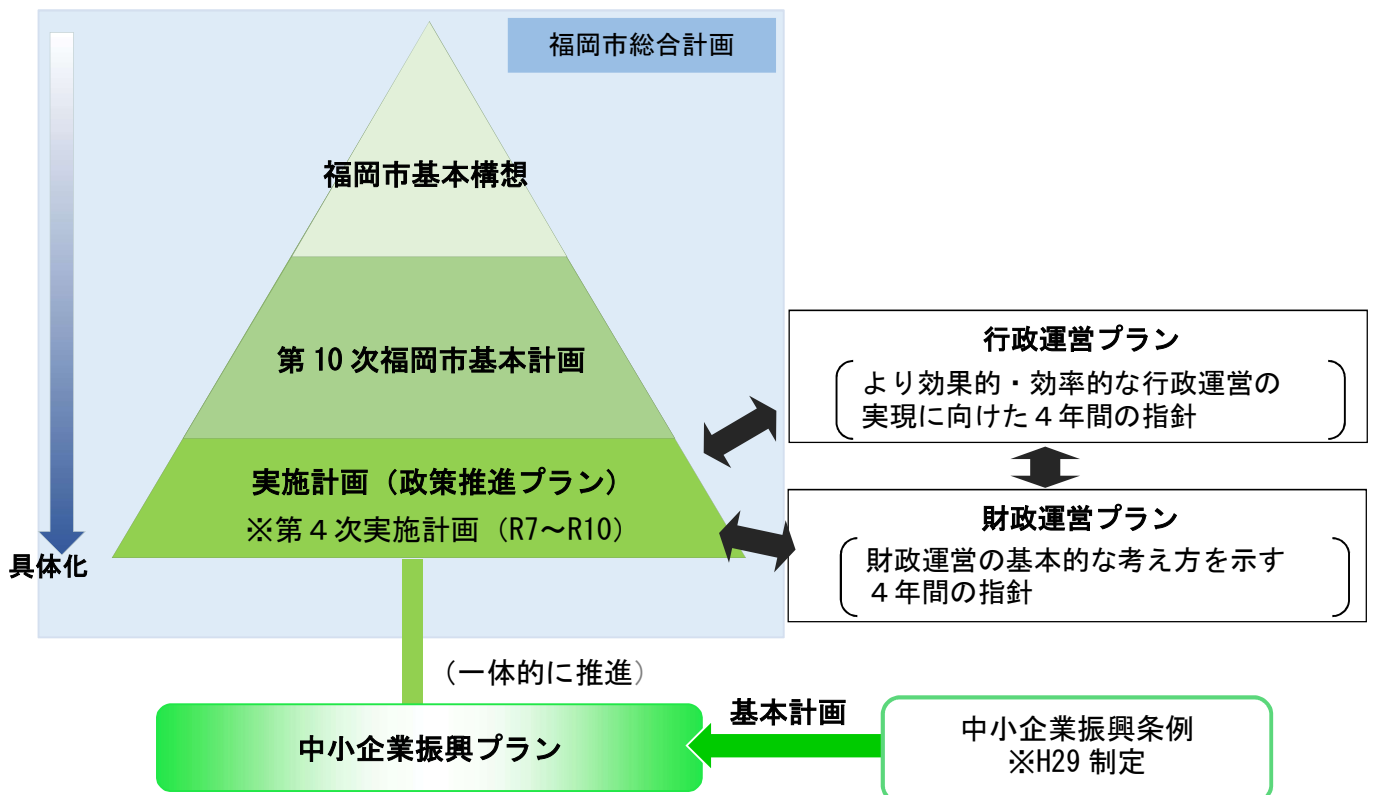 福岡市総合計画
福岡市基本構想
第10次福岡市基本計画
実施計画（政策推進プラン）
※第４次実施計画（R7～R10）
具体化
行政運営プラン
より効果的・効率的な行政運営の
実現に向けた４年間の指針
財政運営プラン
財政運営の基本的な考え方を示す
４年間の指針
（一体的に推進）
中小企業振興プラン
基本計画
中小企業振興条例
※H29 制定